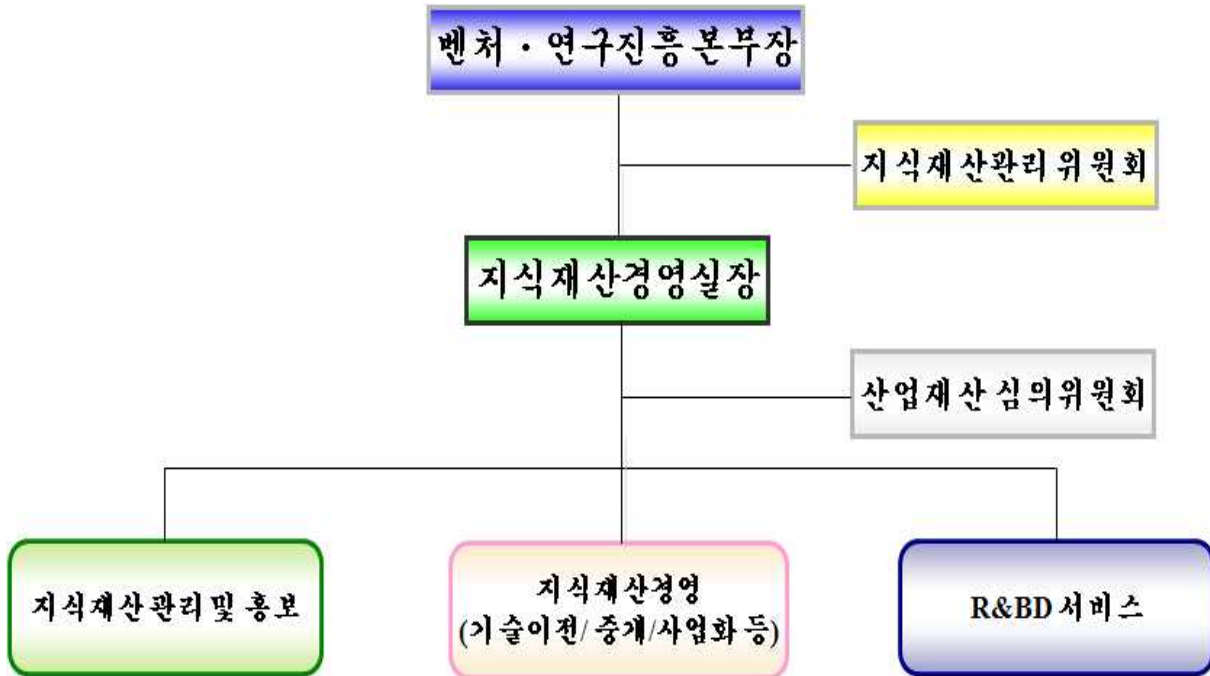 벤처·연구진흥본부장
지식재산관리위원회
지식재산경영실장
산업재산심의위원회
지식재산관리및 홍보
지식재산경영
(기술이전/중개/사업화 등)
R&BD서비스